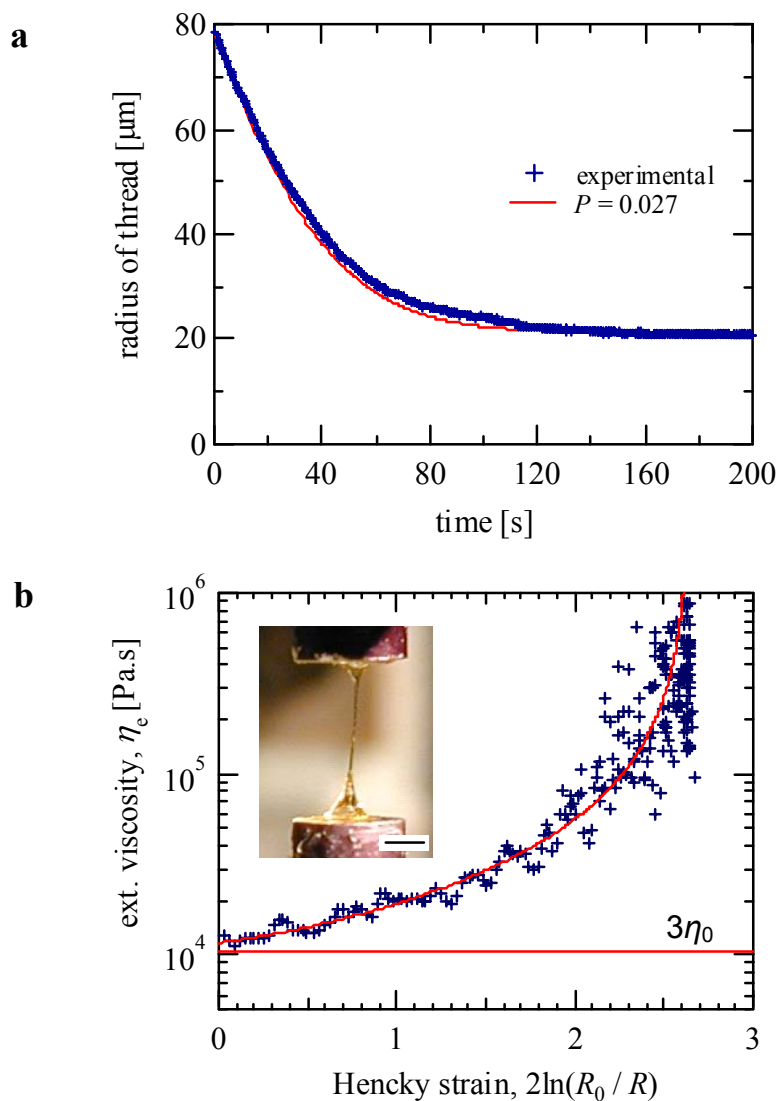 a
80
60
40
20
0
radius of thread [μm]
experimental
P = 0.027
0 40 80 120 160 200
time [s]
b
10⁶
10⁵
10⁴
ext. viscosity, ηe [Pa.s]
3η₀
0 1 2 3
Hencky strain, 2ln(R₀ / R)